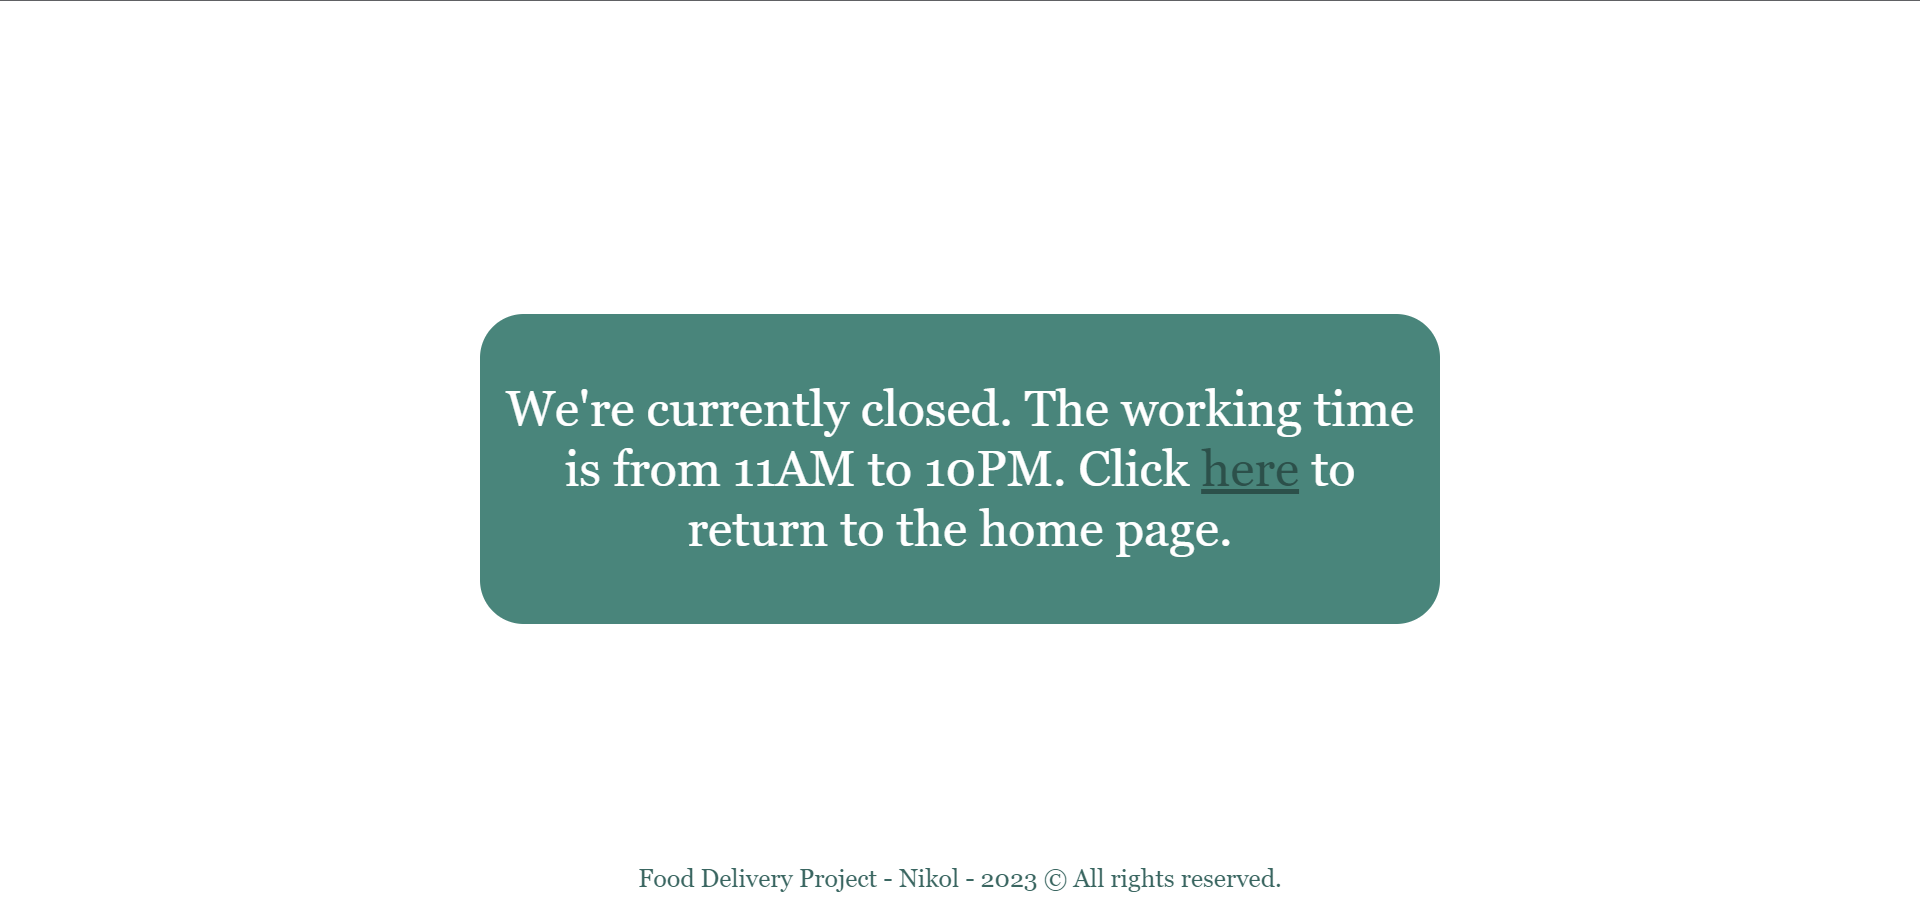 We're currently closed. The working time
is from 11AM to 10PM. Click here to
return to the home page.
Food Delivery Project - Nikol - 2023 © All rights reserved.